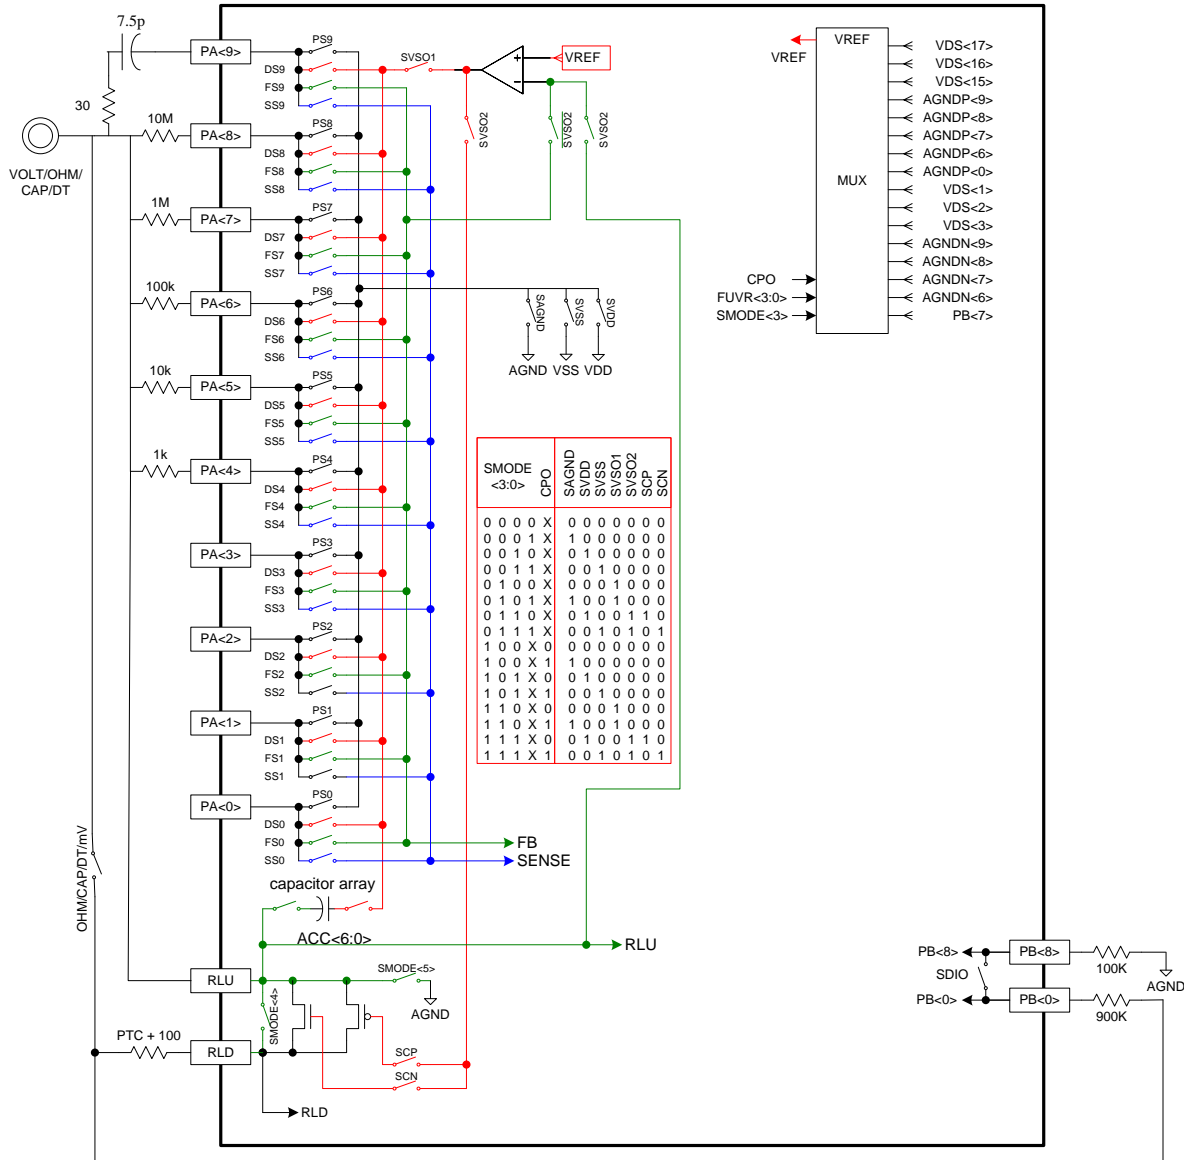 7.5p
30
VOLT/OHM/
CAP/DT
10M
1M
100k
10k
1k
PA<9>
PS9
DS9
FS9
SS9
PA<8>
PS8
DS8
FS8
SS8
PA<7>
PS7
DS7
FS7
SS7
PA<6>
PS6
DS6
FS6
SS6
PA<5>
PS5
DS5
FS5
SS5
PA<4>
PS4
DS4
FS4
SS4
PA<3>
PS3
DS3
FS3
SS3
PA<2>
PS2
DS2
FS2
SS2
PA<1>
PS1
DS1
FS1
SS1
PA<0>
PS0
DS0
FS0
SS0
SVSO1
+
-
VREF
SVSO2
SVSO2
SVSO2
SAGND
SVSS
SVDD
AGND
VSS
VDD
VREF
VREF
MUX
CPO
FUVR<3:0>
SMODE<3>
VDS<17>
VDS<16>
VDS<15>
AGNDP<9>
AGNDP<8>
AGNDP<7>
AGNDP<6>
AGNDP<0>
VDS<1>
VDS<2>
VDS<3>
AGNDN<9>
AGNDN<8>
AGNDN<7>
AGNDN<6>
PB<7>
SMODE
<3:0>
CPO
SAGND
SVDD
SVSS
SVSO1
SVSO2
SCP
SCN
0 0 0 0 X 0 0 0 0 0 0 0
0 0 0 1 X 1 0 0 0 0 0 0
0 0 1 0 X 0 1 0 0 0 0 0
0 0 1 1 X 0 0 1 0 0 0 0
0 1 0 0 X 0 0 0 1 0 0 0
0 1 0 1 X 1 0 0 1 0 0 0
0 1 1 0 X 0 1 0 0 1 1 0
0 1 1 1 X 0 0 1 0 1 0 1
1 0 0 X 0 0 0 0 0 0 0 0
1 0 0 X 1 1 0 0 0 0 0 0
1 0 1 X 0 0 1 0 0 0 0 0
1 0 1 X 1 0 0 1 0 0 0 0
1 1 0 X 0 0 0 0 1 0 0 0
1 1 0 X 1 1 0 0 1 0 0 0
1 1 1 X 0 0 1 0 0 1 1 0
1 1 1 X 1 0 0 1 0 1 0 1
FB
SENSE
OHM/CAP/DT/mV
capacitor array
ACC<6:0>
RLU
RLU
SMODE<5>
AGND
SMODE<4>
PTC + 100
RLD
SCP
SCN
RLD
PB<8>
SDIO
PB<0>
PB<8>
100K
AGND
PB<0>
900K